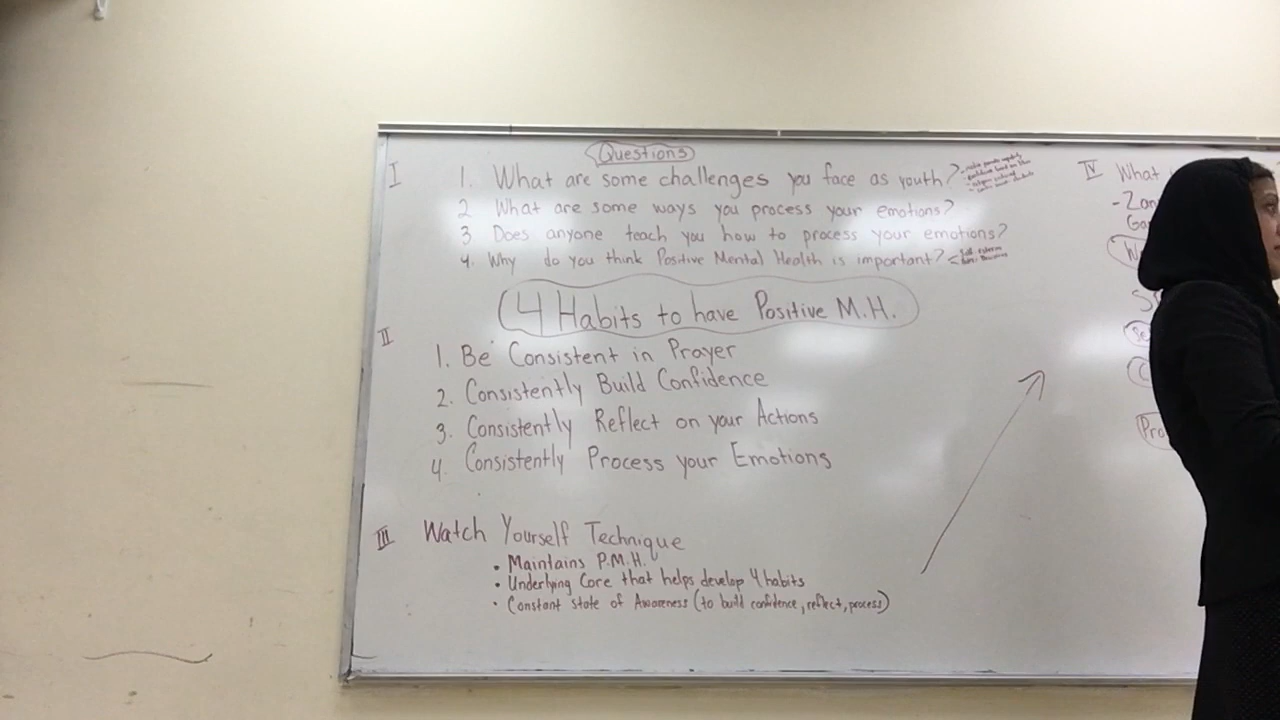 Questions
I
1. What are some challenges you face as youth?
2 What are some ways you process your emotions?
3 Does anyone teach you how to process your emotions?
4. Why do you think Positive Mental Health is important?
4 Habits to have Positive M.H.
II
1. Be Consistent in Prayer
2. Consistently Build Confidence
3. Consistently Reflect on your Actions
4. Consistently Process your Emotions
III Watch Yourself Technique
• Maintains P.M.H.
• Underlying Core that helps develop 4 habits
• Constant State of Awareness (to build confidence, reflect, process)
IV What